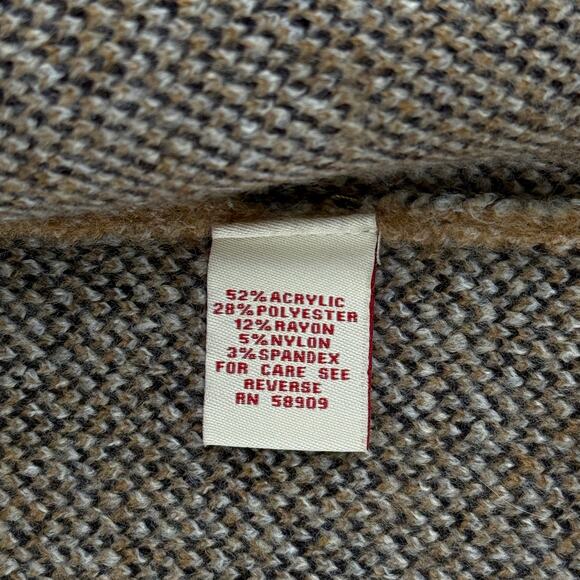 52% ACRYLIC
28% POLYESTER
12% RAYON
5% NYLON
3% SPANDEX
FOR CARE SEE
REVERSE
RN 58909